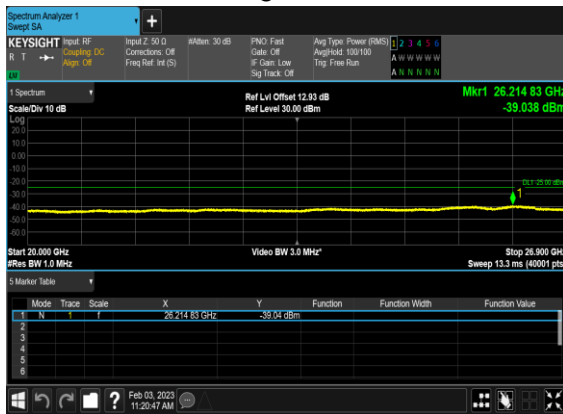 Spectrum Analyzer 1
Swept SA
KEYSIGHT Input: RF Input Z: 50 Ω #Atten: 30 dB PNO: Fast Avg Type: Power (RMS) 1 2 3 4 5 6
R T Coupling: DC Corrections: Off Gate: Off Avg|Hold: 100/100 A W W W W W
Align: Off Freq Ref: Int (S) IF Gain: Low Trig: Free Run
Sig Track: Off A N N N N N
1 Spectrum
Scale/Div 10 dB Ref Lvl Offset 12.93 dB Mkr1 26.214 83 GHz
Ref Level 30.00 dBm -39.038 dBm
Log
20.0
10.0
0.00
-10.0
-20.0
DL1 -25.00 dBm
-30.0
1
-40.0
-50.0
-60.0
Start 20.000 GHz Video BW 3.0 MHz* Stop 26.900 GHz
#Res BW 1.0 MHz Sweep 13.3 ms (40001 pts)
5 Marker Table
Mode Trace Scale X Y Function Function Width Function Value
1 N 1 f 26.214 83 GHz -39.04 dBm
2
3
4
5
6
Feb 03, 2023
11:20:47 AM